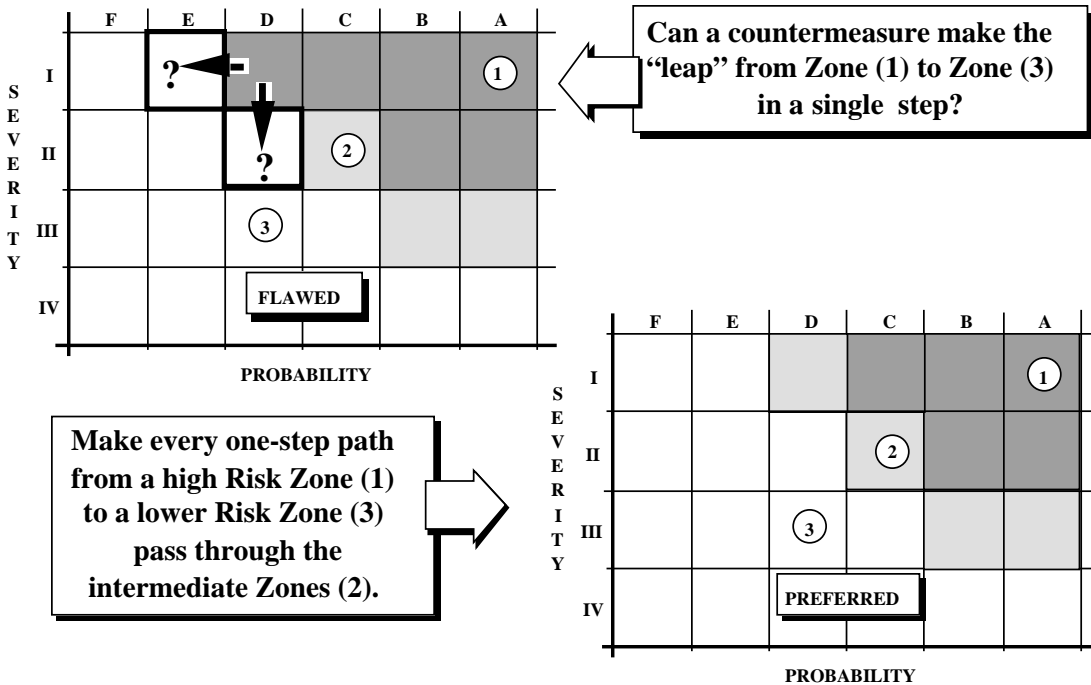 F E D C B A
Can a countermeasure make the
“leap” from Zone (1) to Zone (3)
in a single step?
S
E
V
E
R
I
T
Y
I
?
1
II
?
2
III
3
IV
FLAWED
PROBABILITY
Make every one-step path
from a high Risk Zone (1)
to a lower Risk Zone (3)
pass through the
intermediate Zones (2).
F E D C B A
S
E
V
E
R
I
T
Y
I
1
II
2
III
3
IV
PREFERRED
PROBABILITY